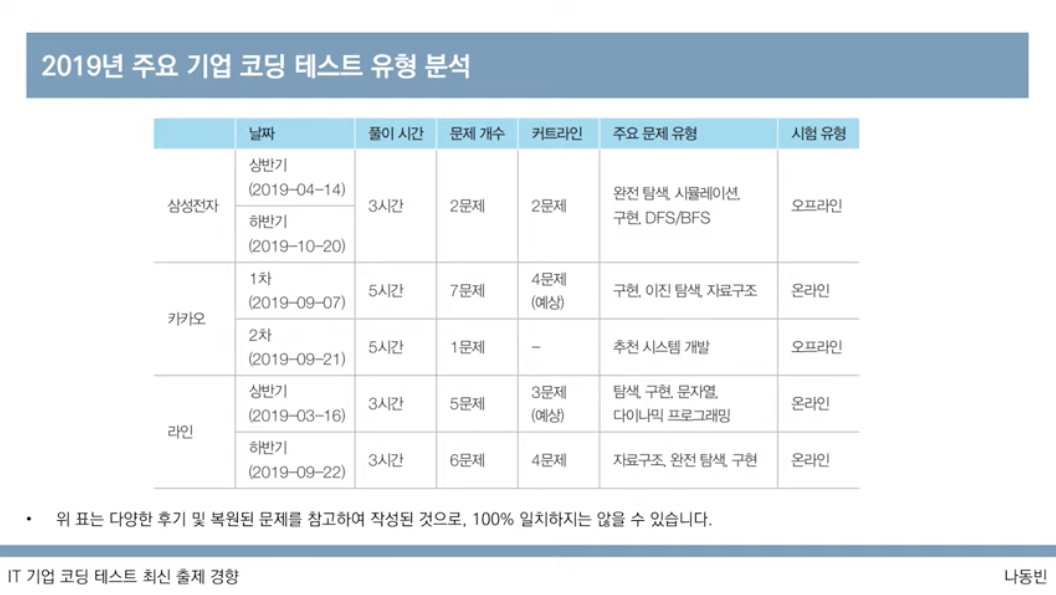 2019년 주요 기업 코딩 테스트 유형 분석
날짜 풀이 시간 문제 개수 커트라인 주요 문제 유형 시험 유형
삼성전자
상반기
(2019-04-14)
하반기
(2019-10-20)
3시간
2문제
2문제
완전 탐색, 시뮬레이션,
구현, DFS/BFS
오프라인
카카오
1차
(2019-09-07)
5시간
7문제
4문제
(예상)
구현, 이진 탐색, 자료구조
온라인
2차
(2019-09-21)
5시간
1문제
-
추천 시스템 개발
오프라인
라인
상반기
(2019-03-16)
3시간
5문제
3문제
(예상)
탐색, 구현, 문자열,
다이나믹 프로그래밍
온라인
하반기
(2019-09-22)
3시간
6문제
4문제
자료구조, 완전 탐색, 구현
온라인
• 위 표는 다양한 후기 및 복원된 문제를 참고하여 작성된 것으로, 100% 일치하지는 않을 수 있습니다.
IT 기업 코딩 테스트 최신 출제 경향
나동빈